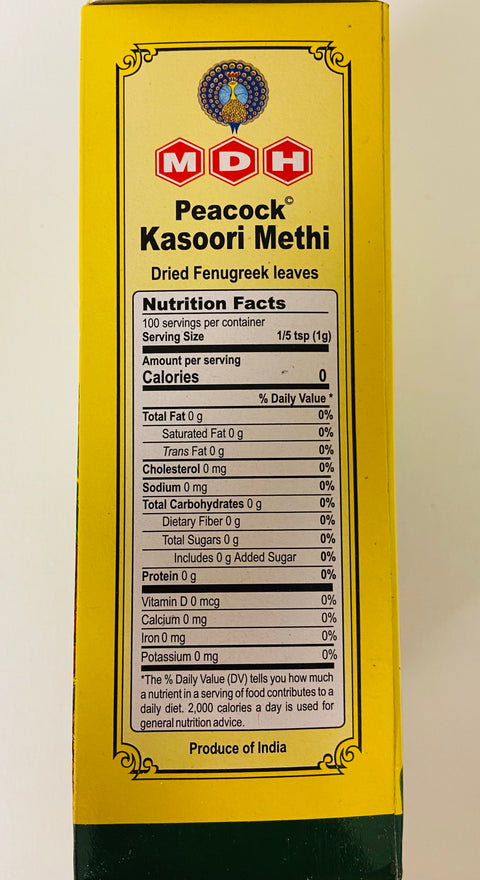 MDH
Peacock©
Kasoori Methi
Dried Fenugreek leaves
Nutrition Facts
100 servings per container
Serving Size 1/5 tsp (1g)
Amount per serving
Calories 0
% Daily Value *
Total Fat 0 g 0%
Saturated Fat 0 g 0%
Trans Fat 0 g 0%
Cholesterol 0 mg 0%
Sodium 0 mg 0%
Total Carbohydrates 0 g 0%
Dietary Fiber 0 g 0%
Total Sugars 0 g 0%
Includes 0 g Added Sugar 0%
Protein 0 g 0%
Vitamin D 0 mcg 0%
Calcium 0 mg 0%
Iron 0 mg 0%
Potassium 0 mg 0%
*The % Daily Value (DV) tells you how much
a nutrient in a serving of food contributes to a
daily diet. 2,000 calories a day is used for
general nutrition advice.
Produce of India